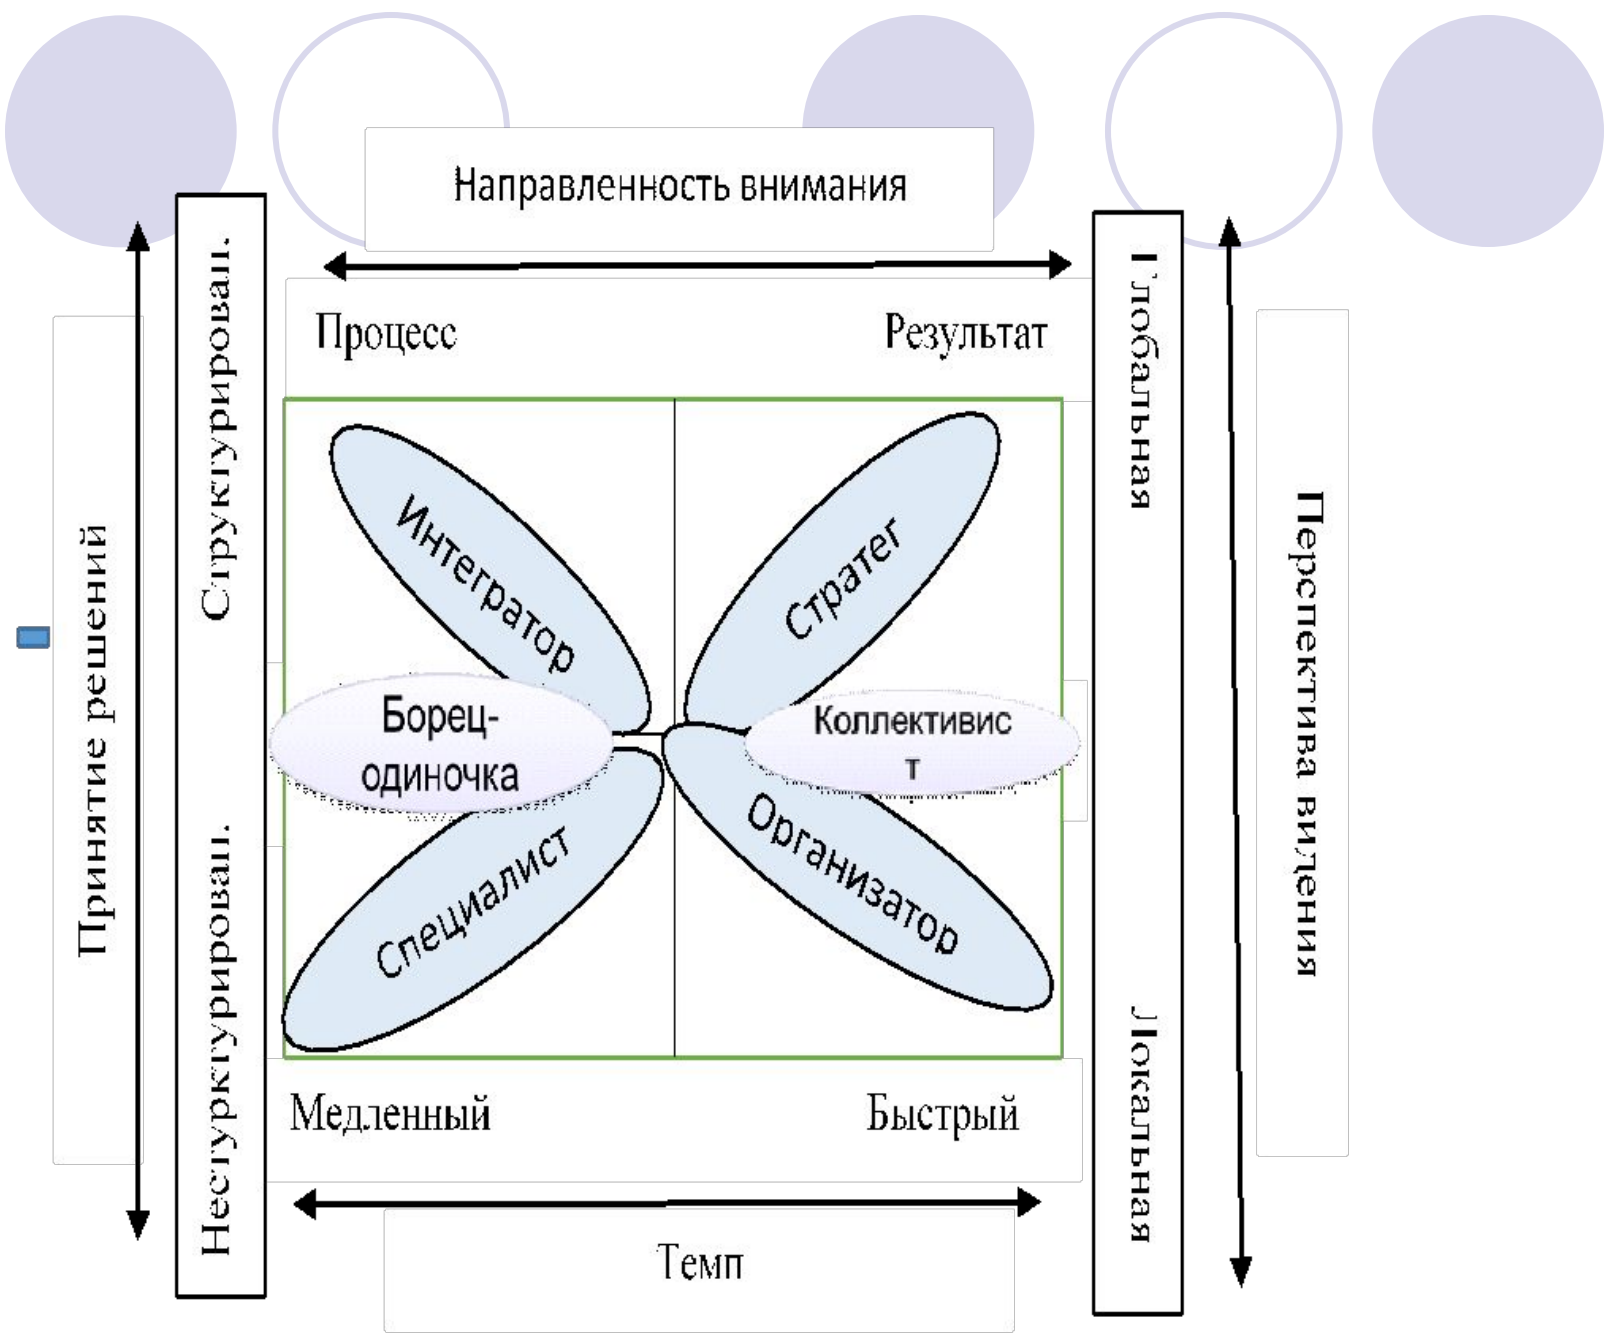 Направленность внимания
Процесс
Результат
Принятие решений
Структурирован.
Нестурктурирован.
Глобальная
Локальная
Перспектива видения
Интегратор
Стратег
Борец-
одиночка
Коллективис
т
Специалист
Организатор
Медленный
Быстрый
Темп